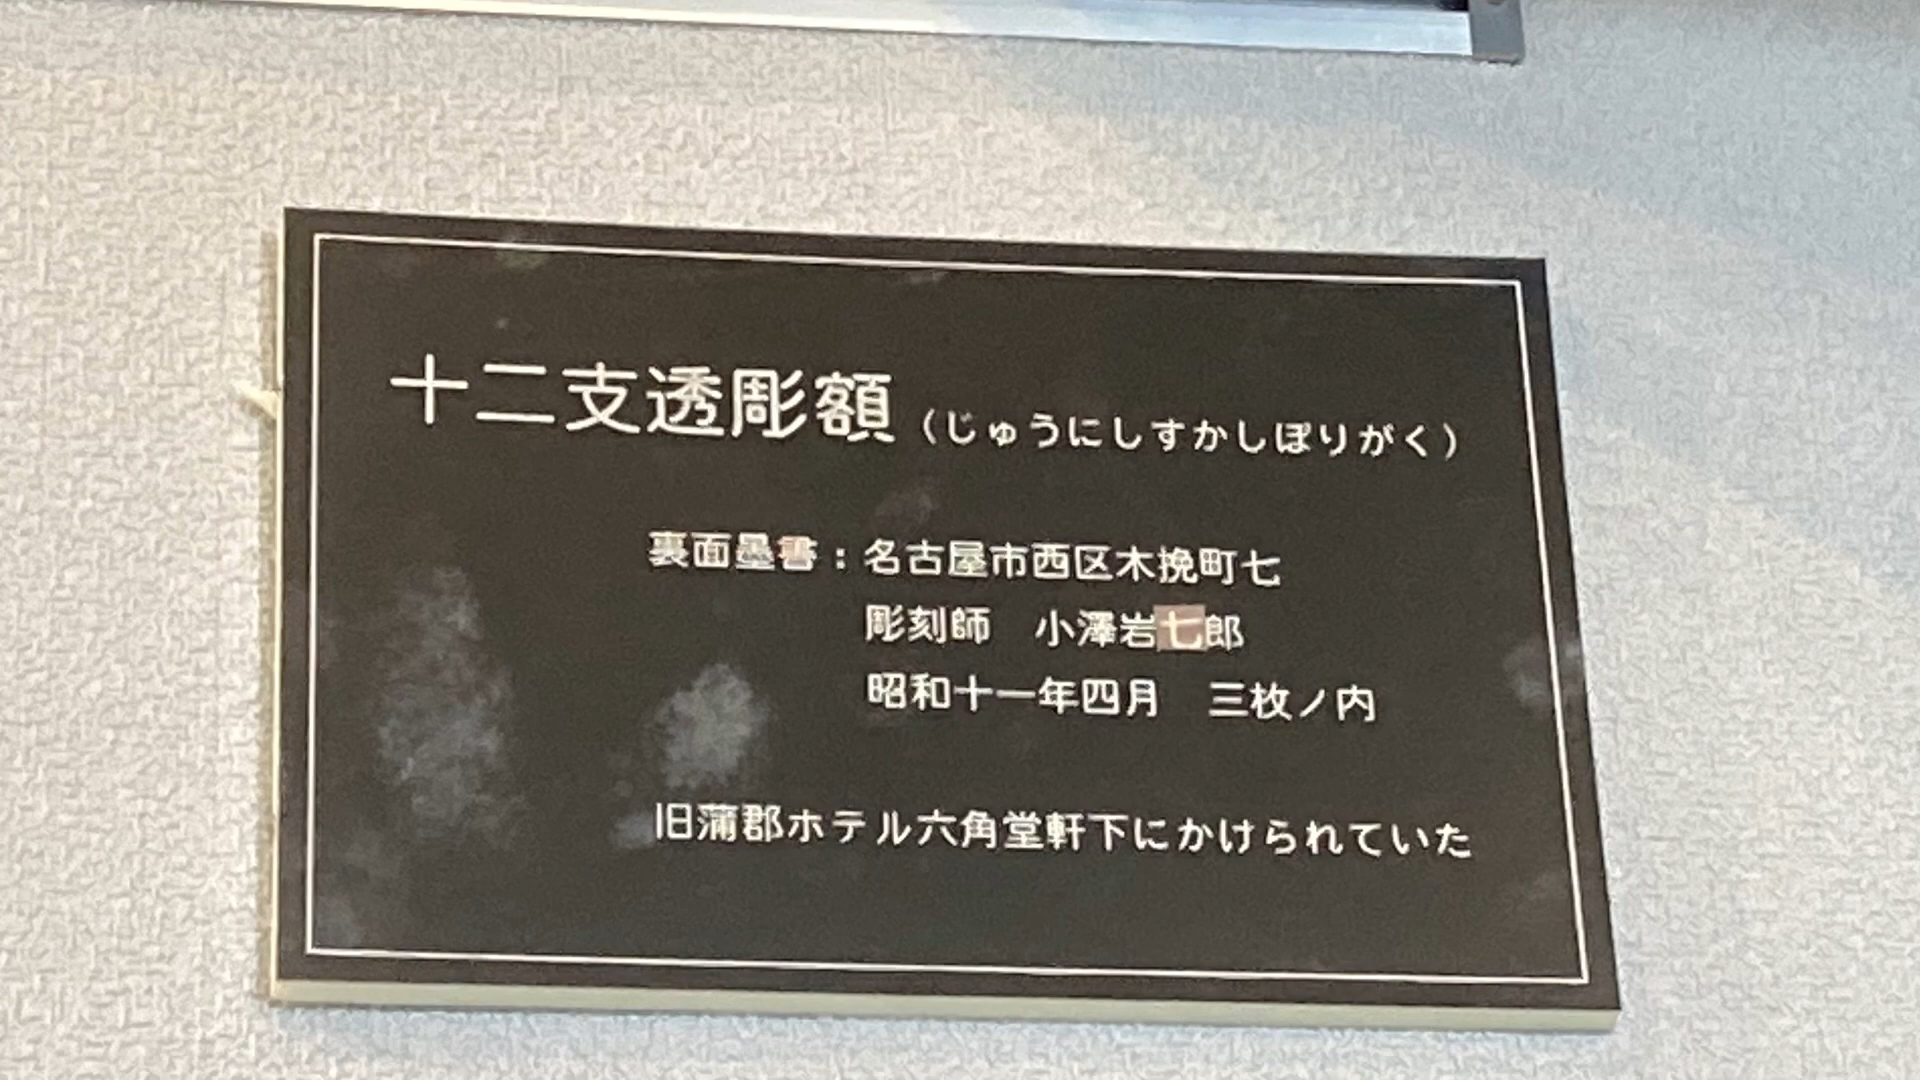 十二支透彫額（じゅうにしすかしぼりがく）
裏面墨書：名古屋市西区木挽町七
彫刻師　小澤岩七郎
昭和十一年四月　三枚ノ内
旧蒲郡ホテル六角堂軒下にかけられていた